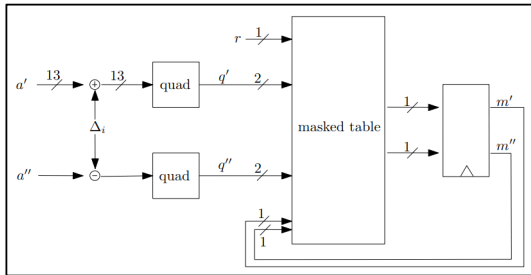 r 1
a′ 13 + 13 quad q′ 2
Δi
masked table
1
1
m′
m″
a″ − quad q″ 2
1
1